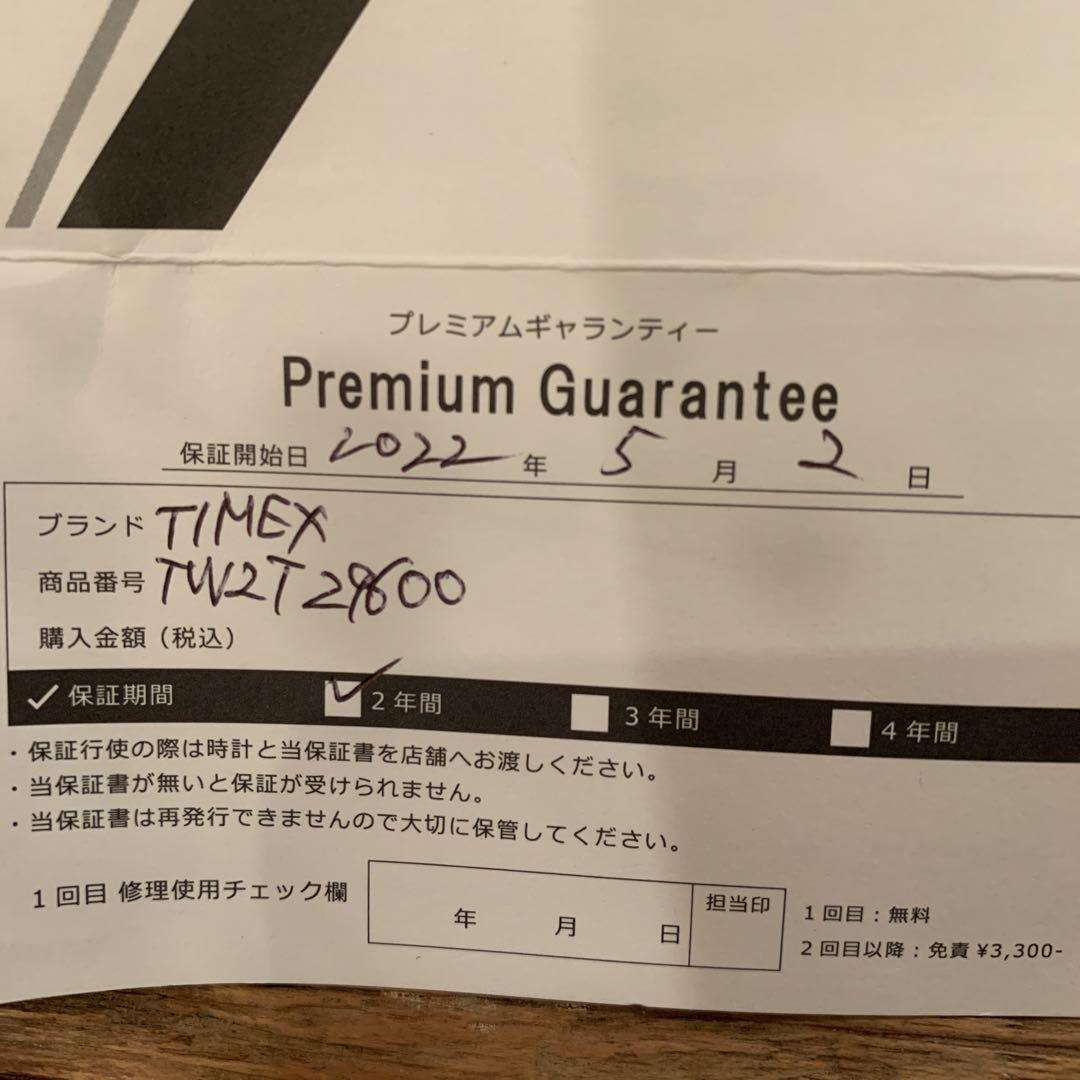 プレミアムギャランティー
Premium Guarantee
保証開始日 2022 年 5 月 2 日
ブランド TIMEX
商品番号 TW2T29600
購入金額（税込）
✓ 保証期間 ✓ 2年間 3年間 4年間
・保証行使の際は時計と当保証書を店舗へお渡しください。
・当保証書が無いと保証が受けられません。
・当保証書は再発行できませんので大切に保管してください。
1回目 修理使用チェック欄 年 月 日 担当印
1回目：無料
2回目以降：免責 ¥3,300-